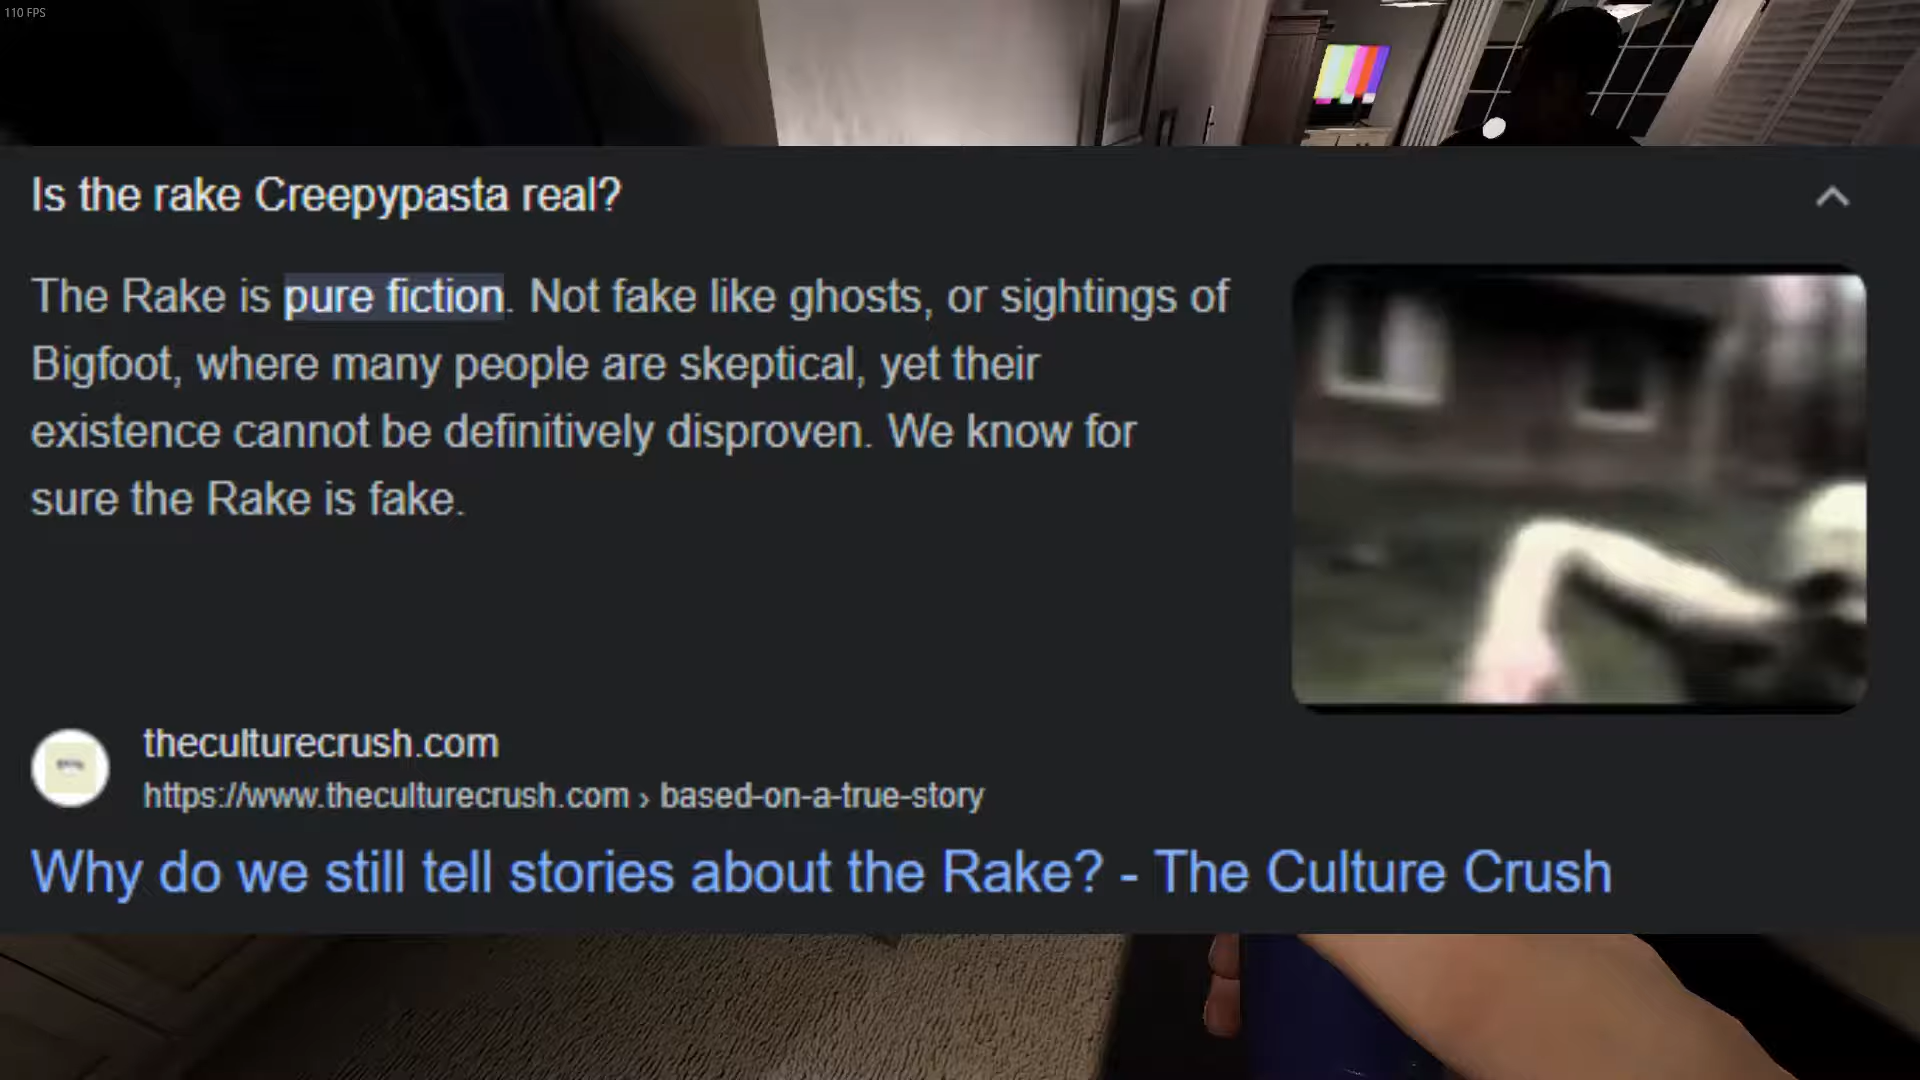 110 FPS
Is the rake Creepypasta real?
The Rake is pure fiction. Not fake like ghosts, or sightings of
Bigfoot, where many people are skeptical, yet their
existence cannot be definitively disproven. We know for
sure the Rake is fake.
theculturecrush.com
https://www.theculturecrush.com › based-on-a-true-story
Why do we still tell stories about the Rake? - The Culture Crush